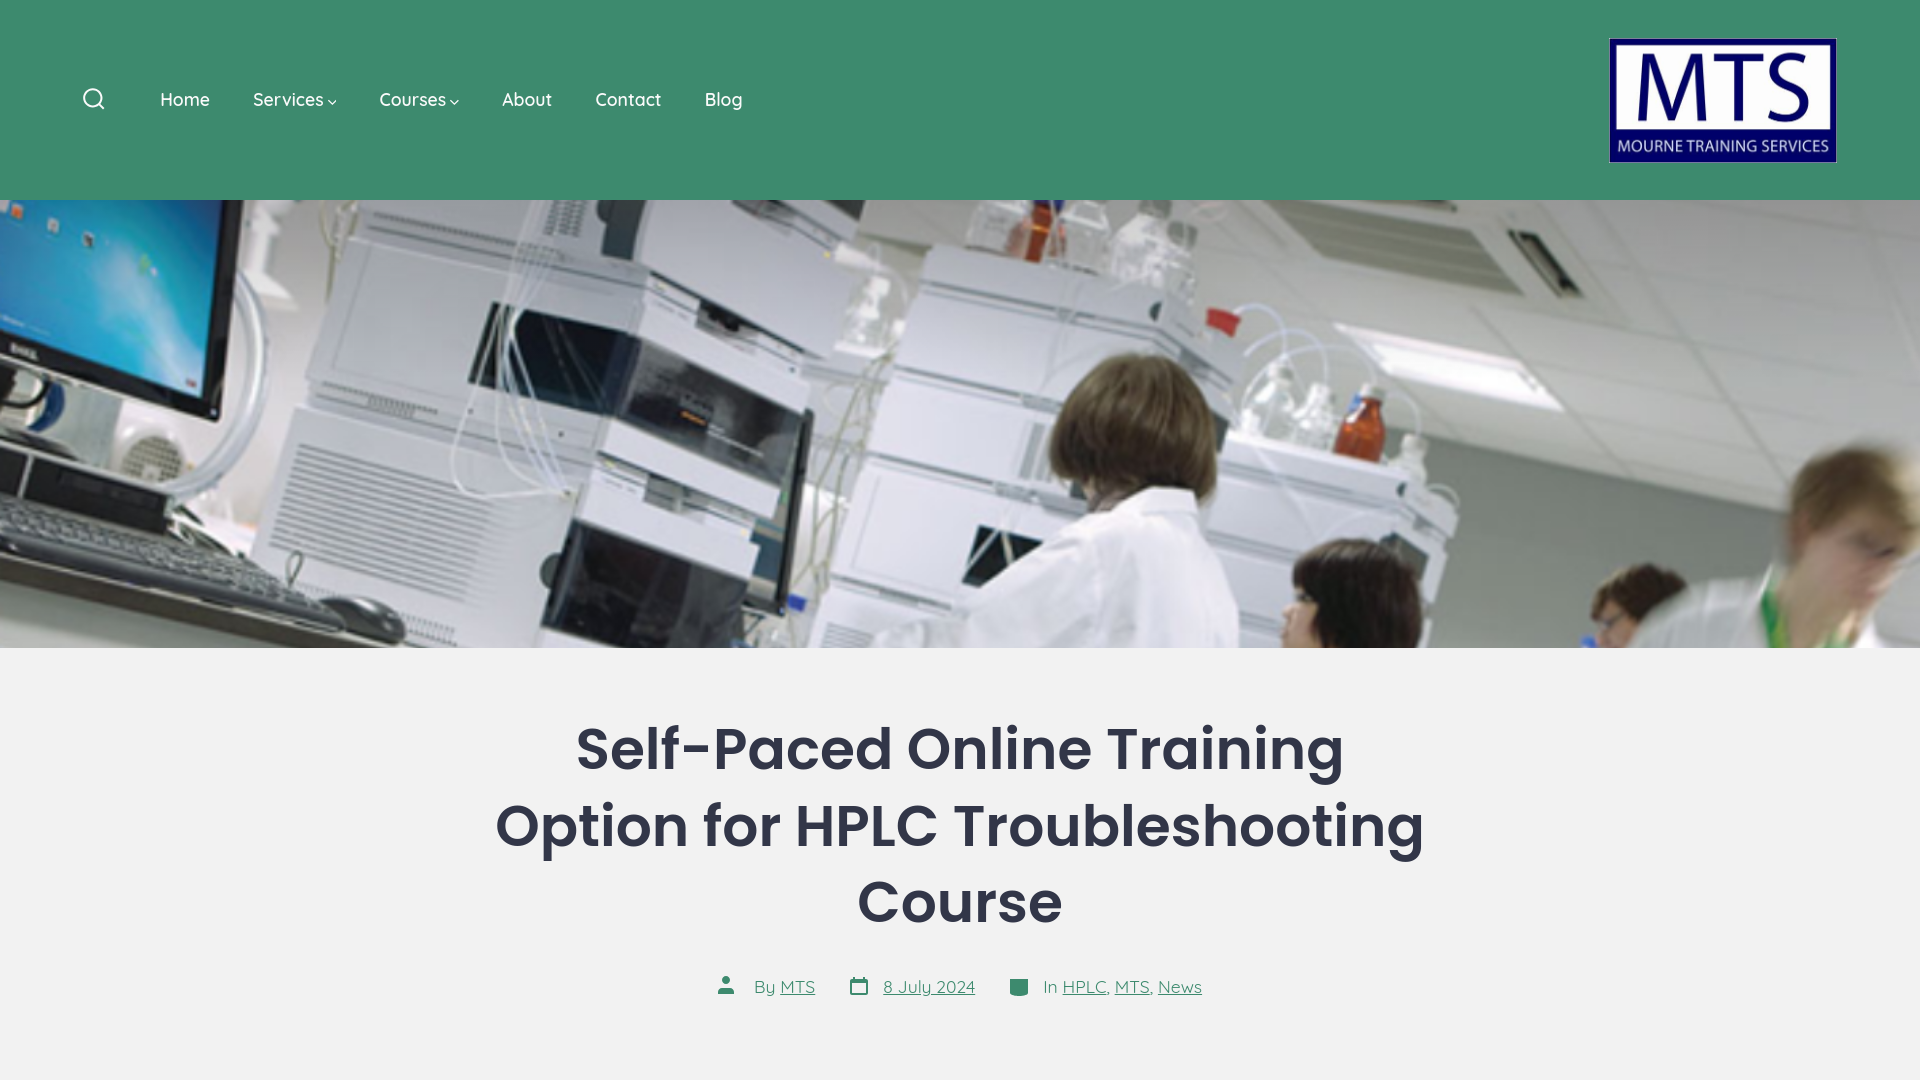 Home Services Courses About Contact Blog
MTS
MOURNE TRAINING SERVICES
DELL
Self-Paced Online Training
Option for HPLC Troubleshooting
Course
By MTS 8 July 2024 In HPLC, MTS, News